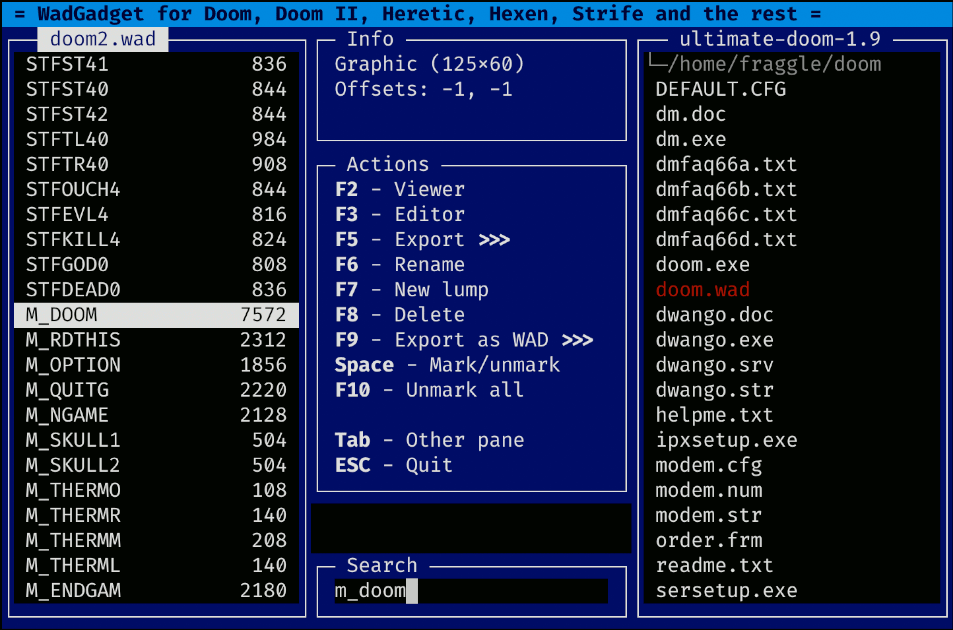 = WadGadget for Doom, Doom II, Heretic, Hexen, Strife and the rest =
doom2.wad
STFST41 836
STFST40 844
STFST42 844
STFTL40 984
STFTR40 908
STFOUCH4 844
STFEVL4 816
STFKILL4 824
STFGOD0 808
STFDEAD0 836
M_DOOM 7572
M_RDTHIS 2312
M_OPTION 1856
M_QUITG 2220
M_NGAME 2128
M_SKULL1 504
M_SKULL2 504
M_THERMO 108
M_THERMR 140
M_THERMM 208
M_THERML 140
M_ENDGAM 2180
Info
Graphic (125×60)
Offsets: -1, -1
Actions
F2 - Viewer
F3 - Editor
F5 - Export >>>
F6 - Rename
F7 - New lump
F8 - Delete
F9 - Export as WAD >>>
Space - Mark/unmark
F10 - Unmark all
Tab - Other pane
ESC - Quit
Search
m_doom
ultimate-doom-1.9
/home/fraggle/doom
DEFAULT.CFG
dm.doc
dm.exe
dmfaq66a.txt
dmfaq66b.txt
dmfaq66c.txt
dmfaq66d.txt
doom.exe
doom.wad
dwango.doc
dwango.exe
dwango.srv
dwango.str
helpme.txt
ipxsetup.exe
modem.cfg
modem.num
modem.str
order.frm
readme.txt
sersetup.exe